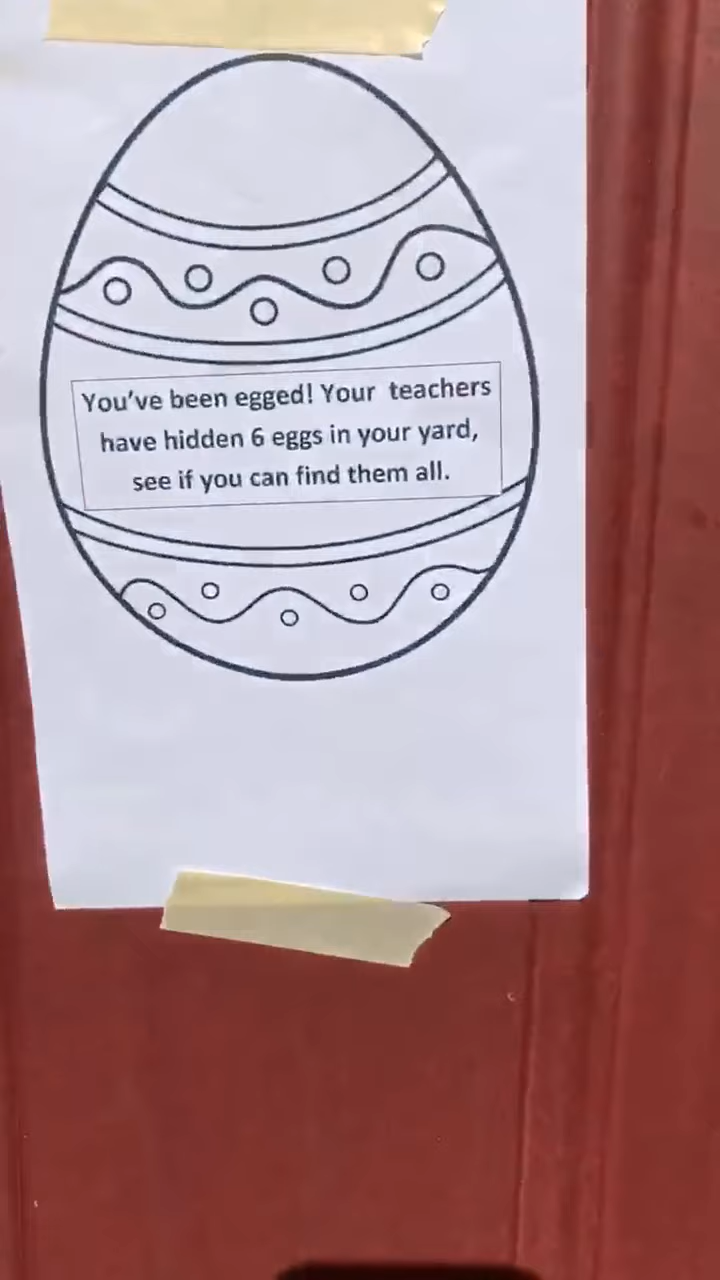 You've been egged! Your teachers
have hidden 6 eggs in your yard,
see if you can find them all.